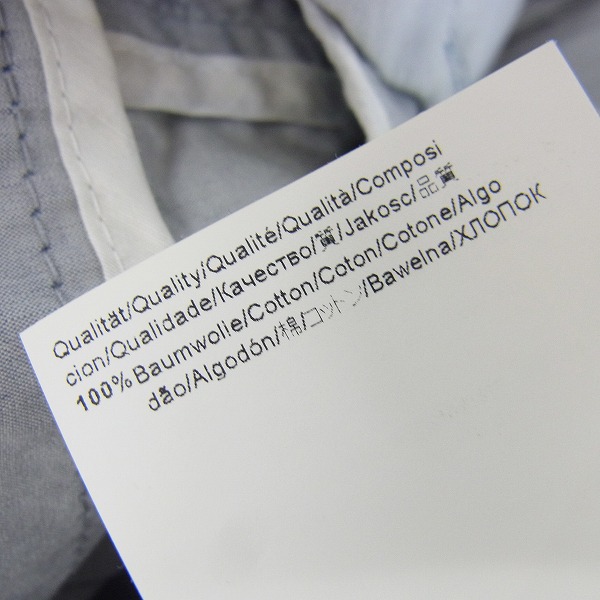 Qualität/Quality/Qualité/Qualità/Composi
cion/Qualidade/Качество/質/Jakosc/品質
100% Baumwolle/Cotton/Coton/Cotone/Algo
dão/Algodón/棉/コットン/Bawelna/ХЛОПОК